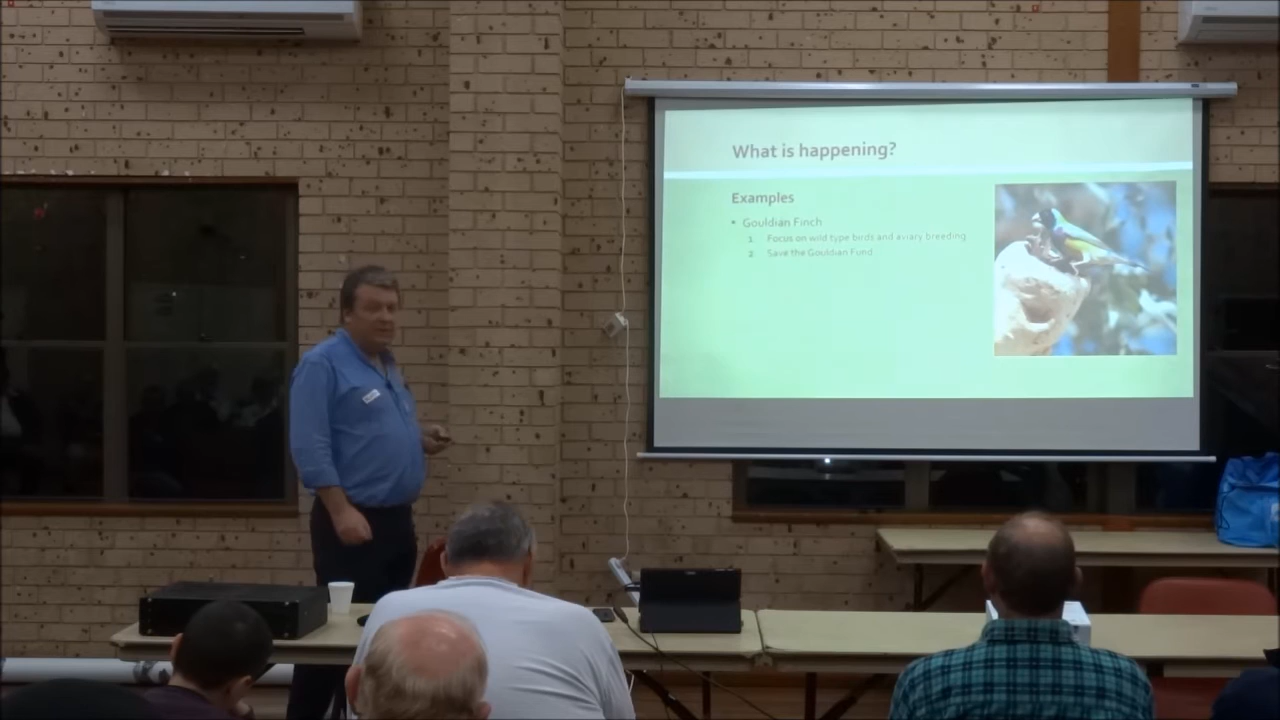 What is happening?
Examples
• Gouldian Finch
1. Focus on wild type birds and aviary breeding.
2. Save the Gouldian Fund